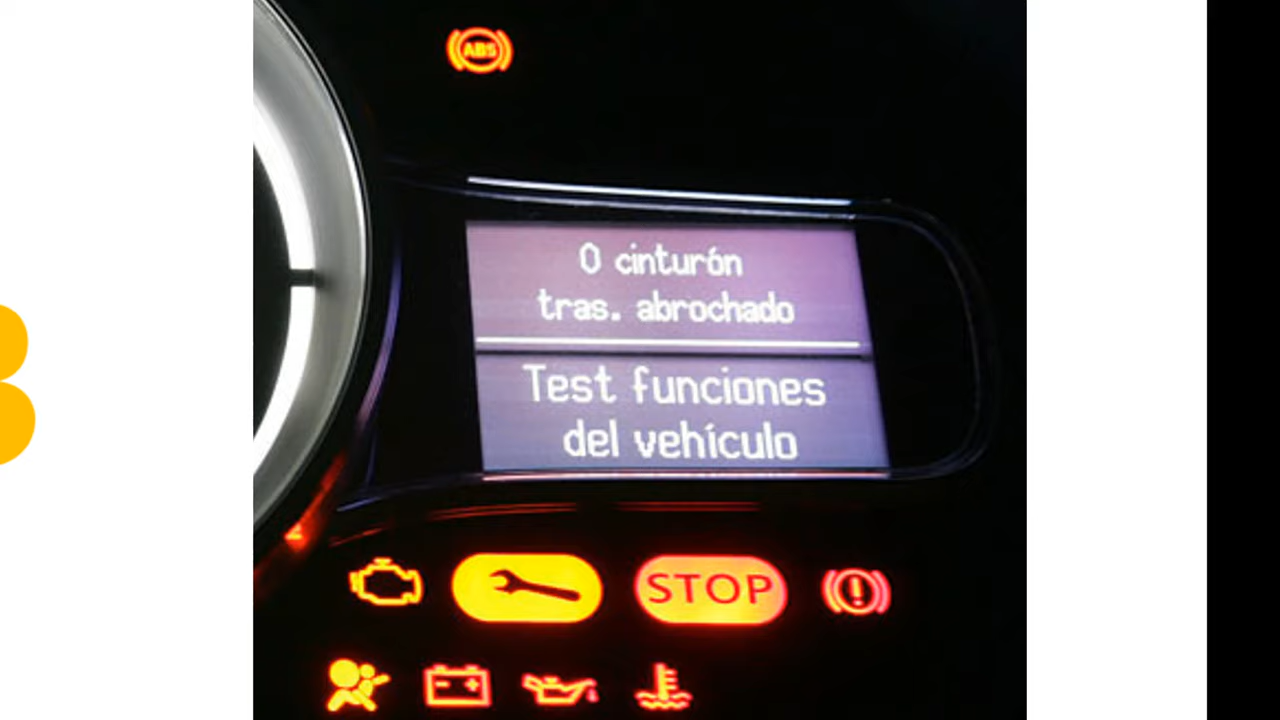 ABS
0 cinturón
tras. abrochado
Test funciones
del vehículo
STOP